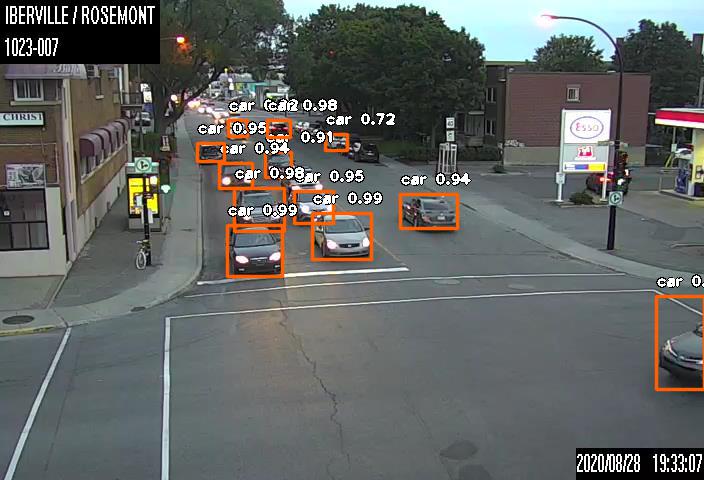 IBERVILLE / ROSEMONT
1023-007
car 0.98
car 0.72
car 0.95
0.91
car 0.94
car 0.98
car 0.95
car 0.94
car 0.99
car 0.99
car 0.
CHRIST
Esso
2020/08/28 19:33:07